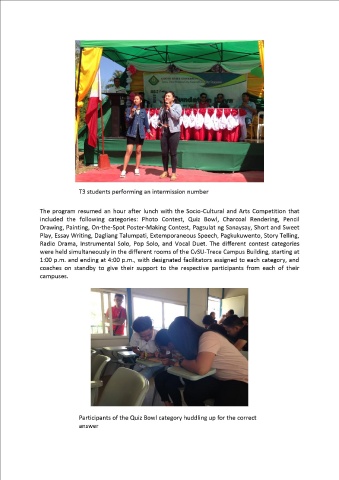 T3 students performing an intermission number
The program resumed an hour after lunch with the Socio-Cultural and Arts Competition that
included the following categories: Photo Contest, Quiz Bowl, Charcoal Rendering, Pencil
Drawing, Painting, On-the-Spot Poster-Making Contest, Pagsulat ng Sanaysay, Short and Sweet
Play, Essay Writing, Dagliang Talumpati, Extemporaneous Speech, Pagkukuwento, Story Telling,
Radio Drama, Instrumental Solo, Pop Solo, and Vocal Duet. The different contest categories
were held simultaneously in the different rooms of the CvSU-Trece Campus Building, starting at
1:00 p.m. and ending at 4:00 p.m., with designated facilitators assigned to each category, and
coaches on standby to give their support to the respective participants from each of their
campuses.
Participants of the Quiz Bowl category huddling up for the correct
answer